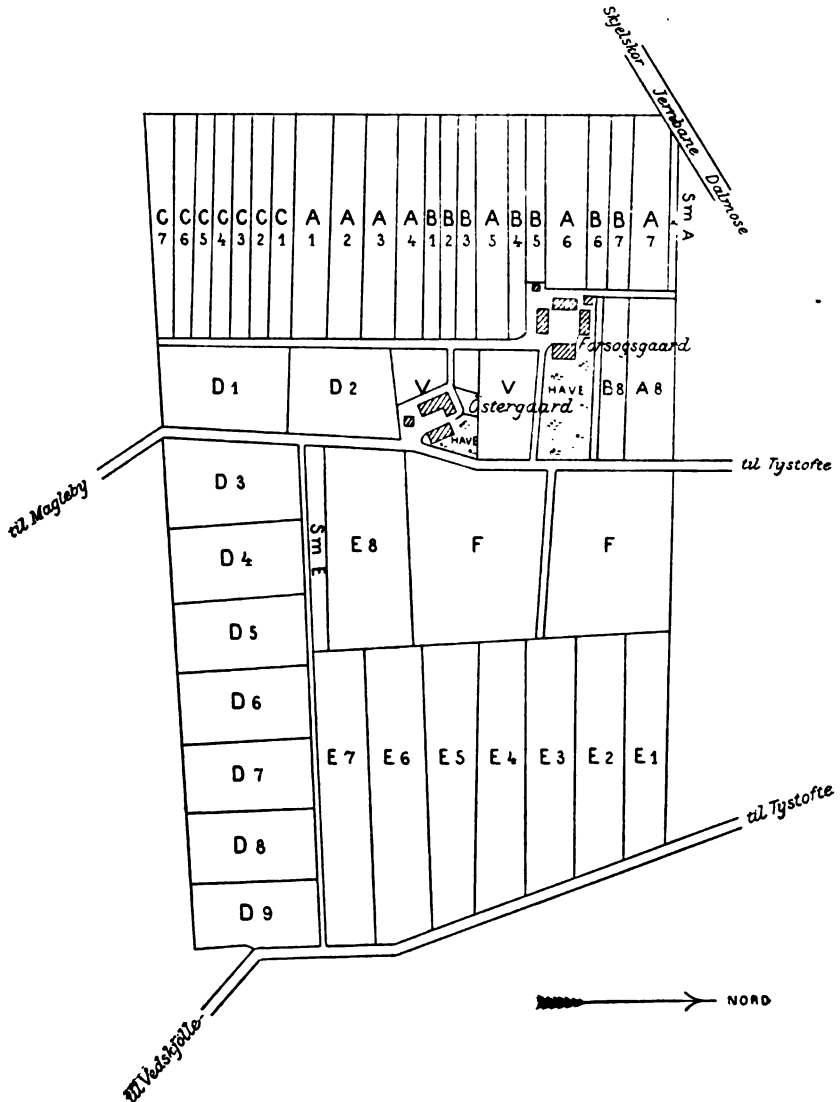 Skjelskör Jernbane Dalmose
C 7
C 6
C 5
C 4
C 3
C 2
C 1
A 1
A 2
A 3
A 4
B 1
B 2
B 3
A 5
B 4
B 5
A 6
B 6
B 7
A 7
Sm A
Forsøgsgaard
D 1
D 2
V
V
HAVE
B 8
A 8
Østergaard
HAVE
til Magleby
til Tystofte
D 3
Sm E
E 8
F
F
D 4
D 5
D 6
D 7
E 7
E 6
E 5
E 4
E 3
E 2
E 1
til Tystofte
D 8
D 9
NORD
til Vedskjölle